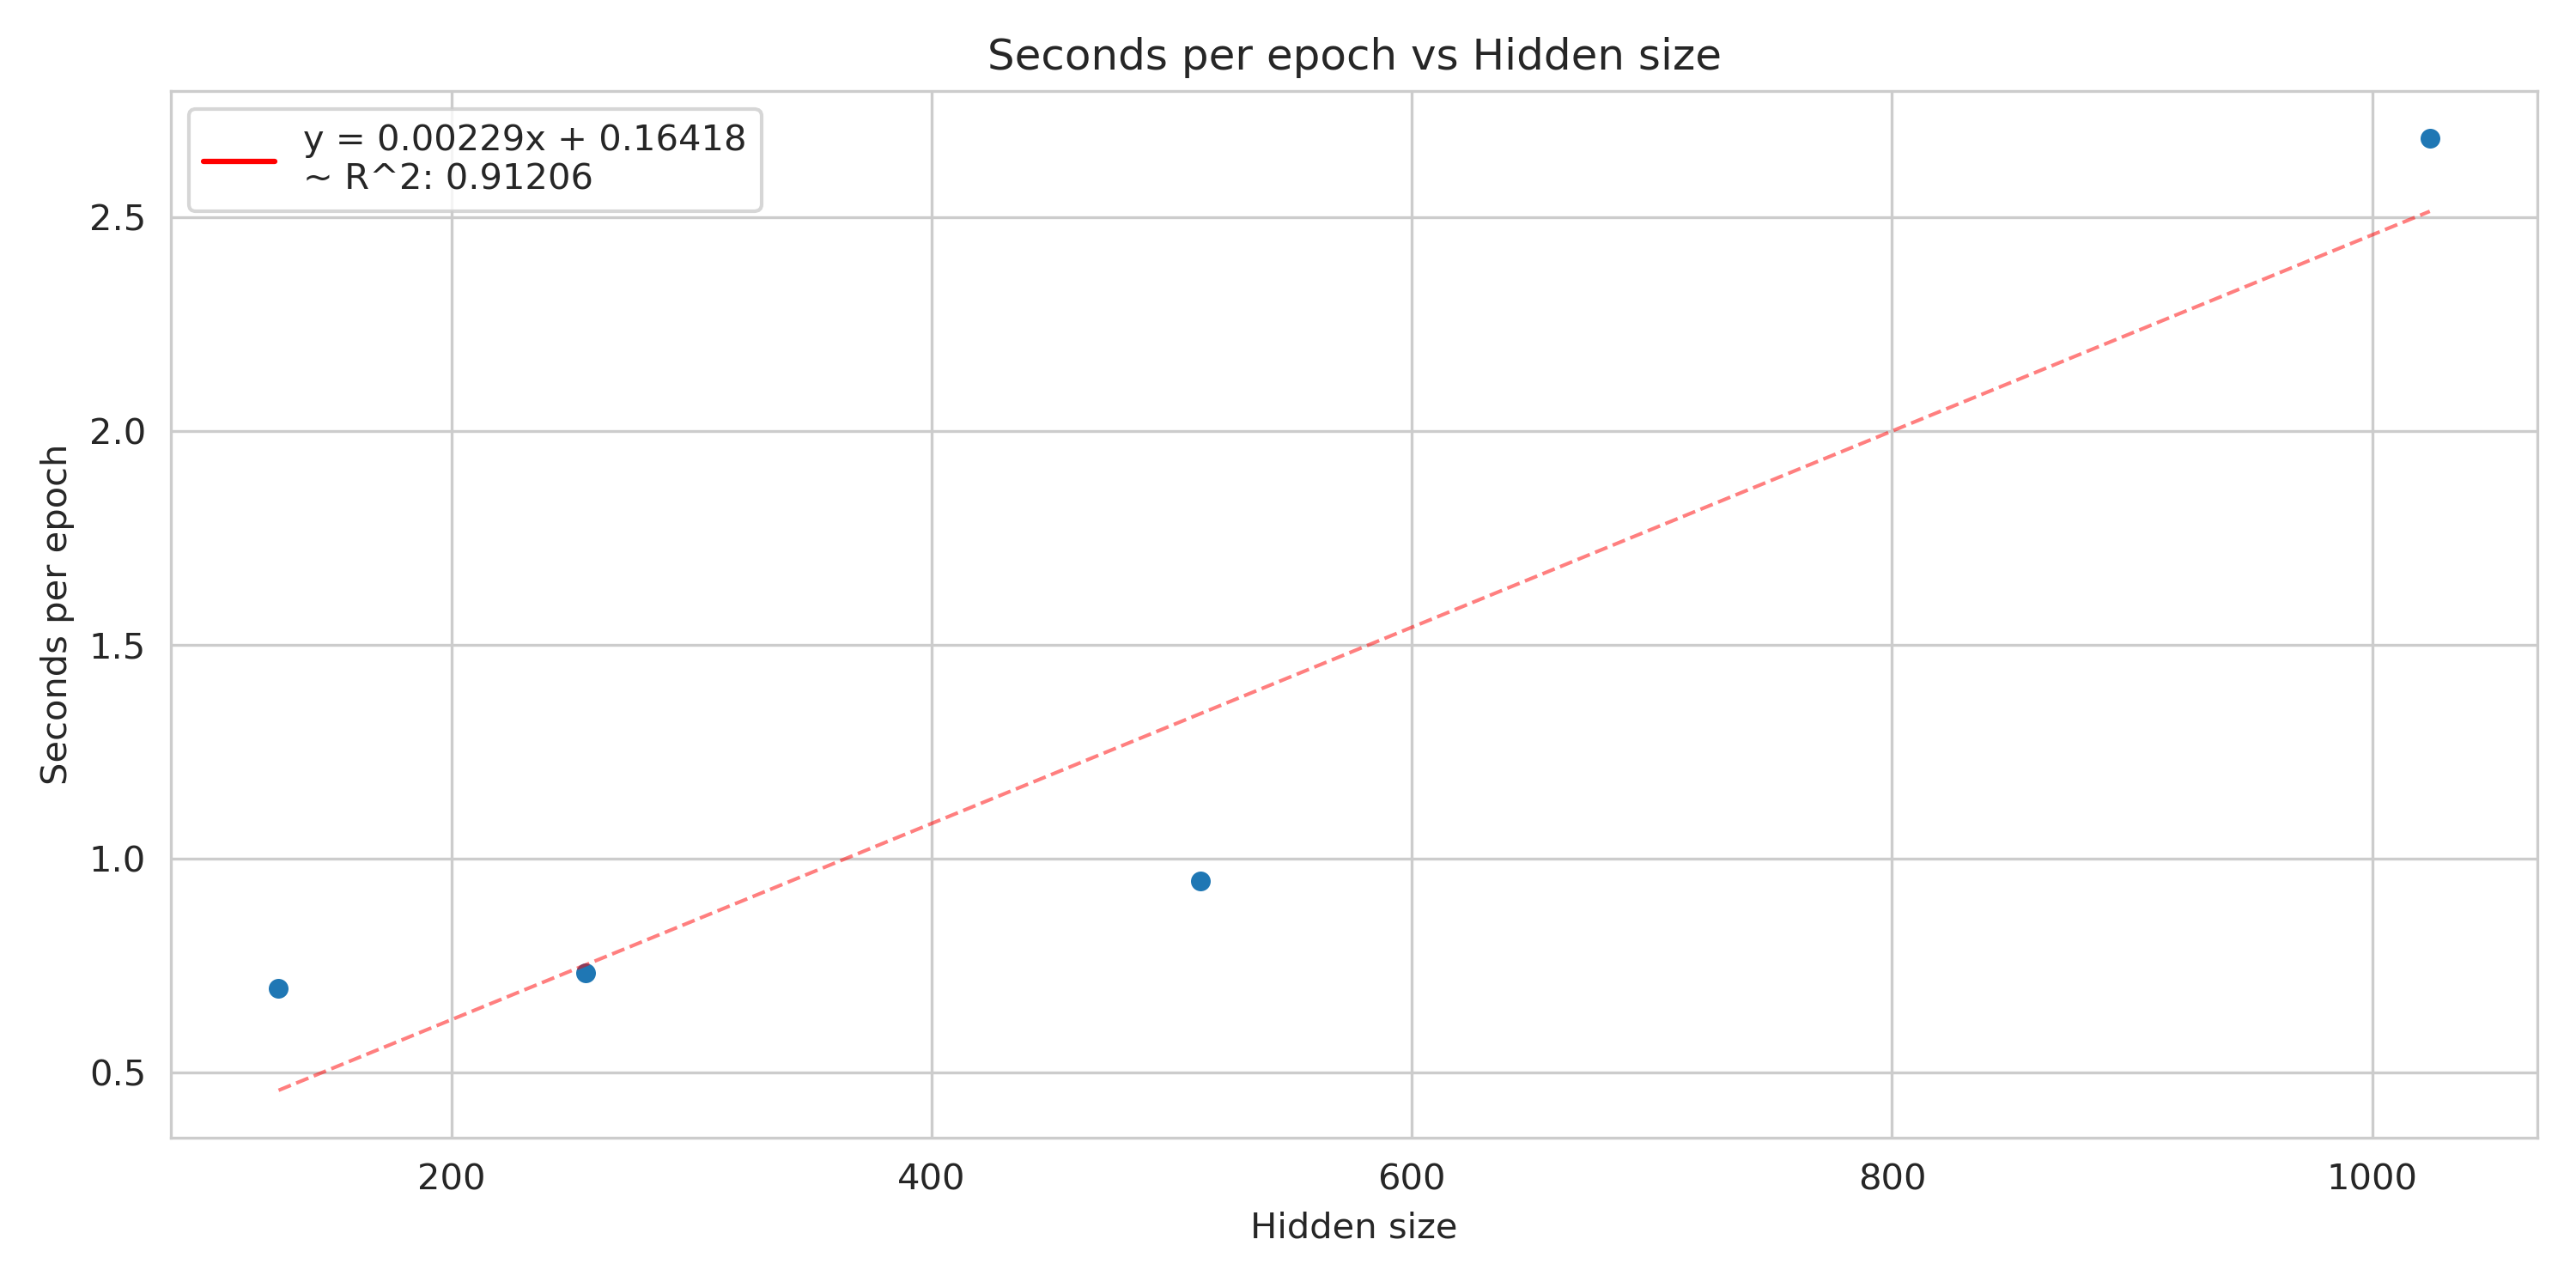 Seconds per epoch vs Hidden size
y = 0.00229x + 0.16418
~ R^2: 0.91206
Seconds per epoch
2.5
2.0
1.5
1.0
0.5
200 400 600 800 1000
Hidden size